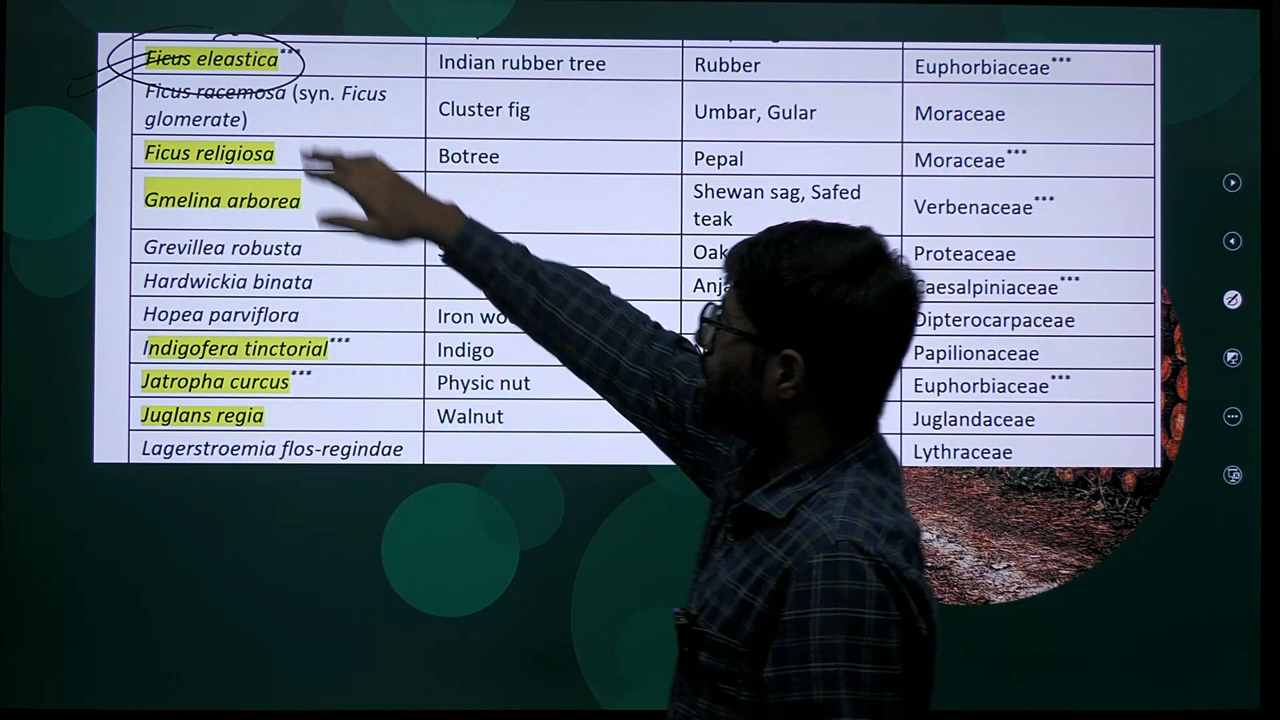 Ficus eleastica*** Indian rubber tree Rubber Euphorbiaceae***
Ficus racemosa (syn. Ficus
glomerate) Cluster fig Umbar, Gular Moraceae
Ficus religiosa Botree Pepal Moraceae***
Gmelina arborea Shewan sag, Safed
teak Verbenaceae***
Grevillea robusta Proteaceae
Hardwickia binata Caesalpiniaceae***
Hopea parviflora Iron Dipterocarpaceae
Indigofera tinctorial*** Indigo Papilionaceae
Jatropha curcus*** Physic nut Euphorbiaceae***
Juglans regia Walnut Juglandaceae
Lagerstroemia flos-regindae Lythraceae